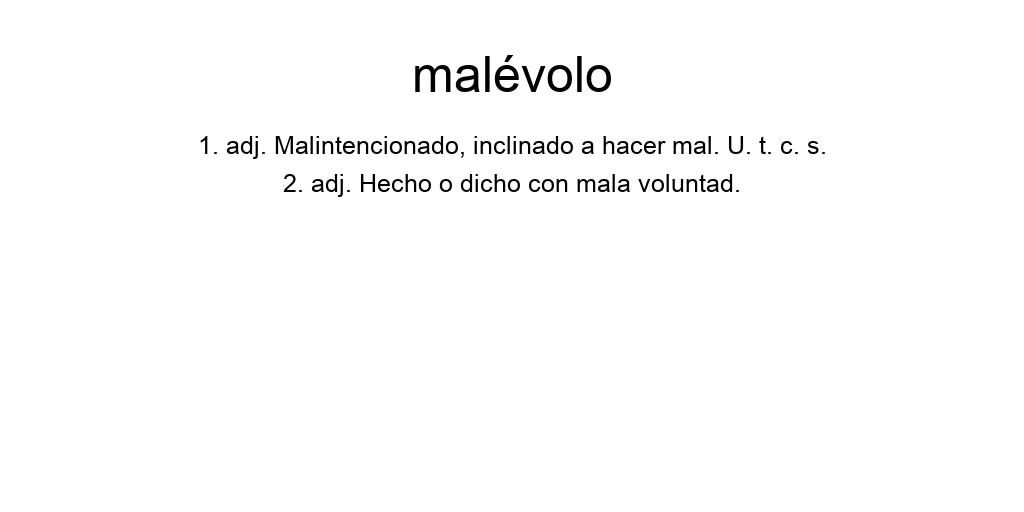 malévolo
1. adj. Malintencionado, inclinado a hacer mal. U. t. c. s.
2. adj. Hecho o dicho con mala voluntad.